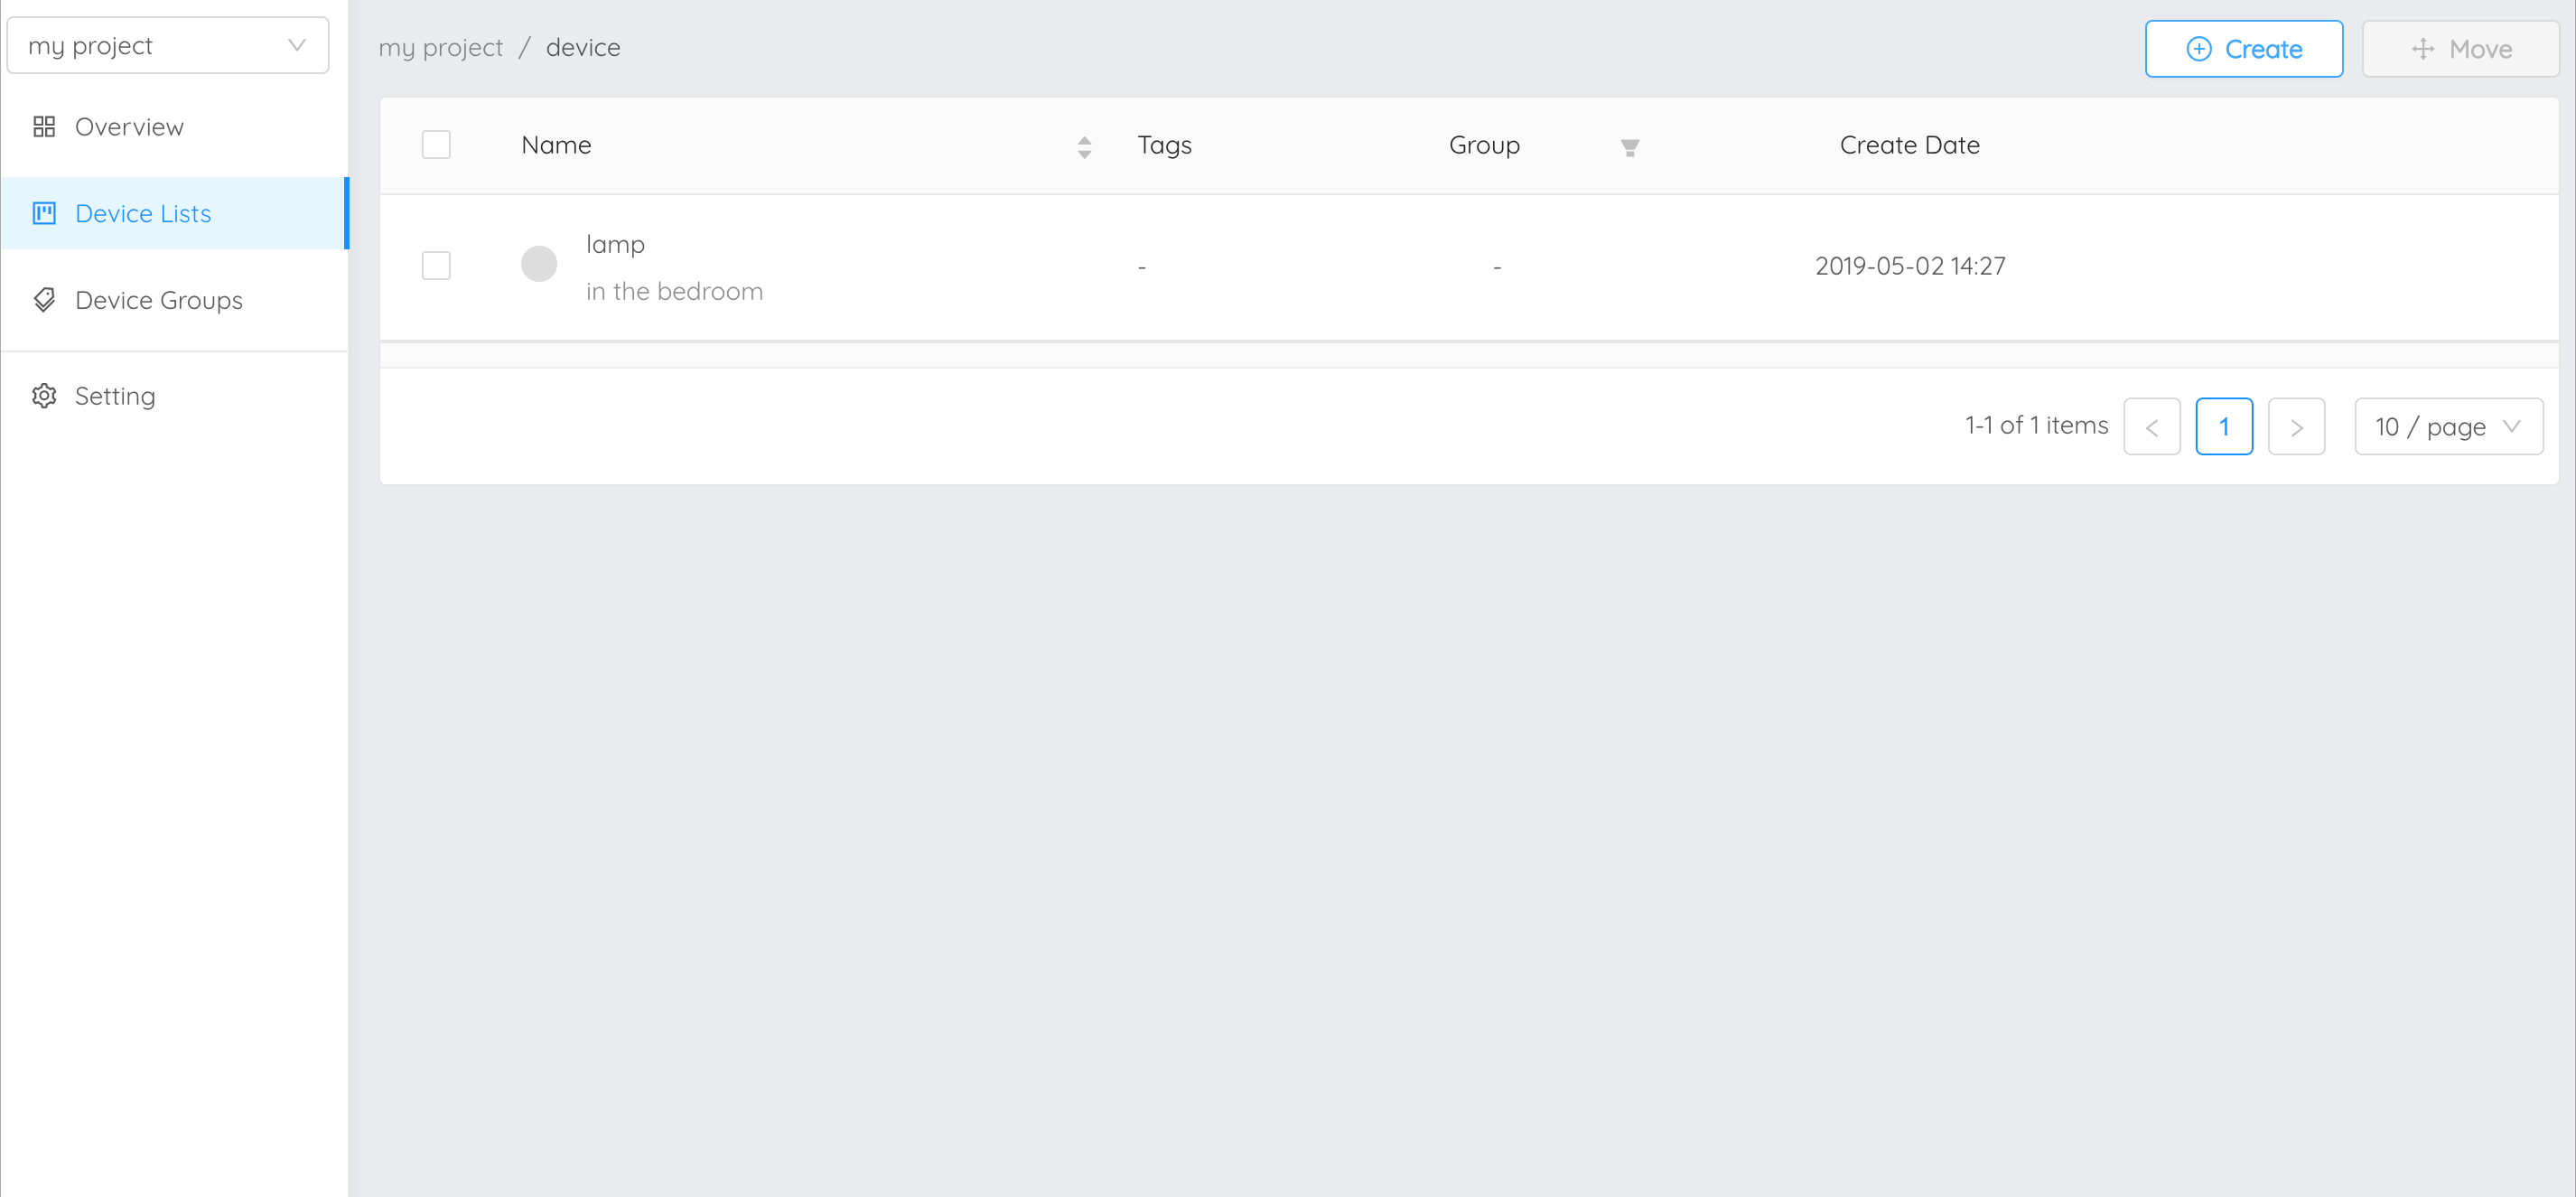 my project
Overview
Device Lists
Device Groups
Setting
my project / device
Create
Move
Name
Tags
Group
Create Date
lamp
in the bedroom
-
-
2019-05-02 14:27
1-1 of 1 items
<
1
>
10 / page